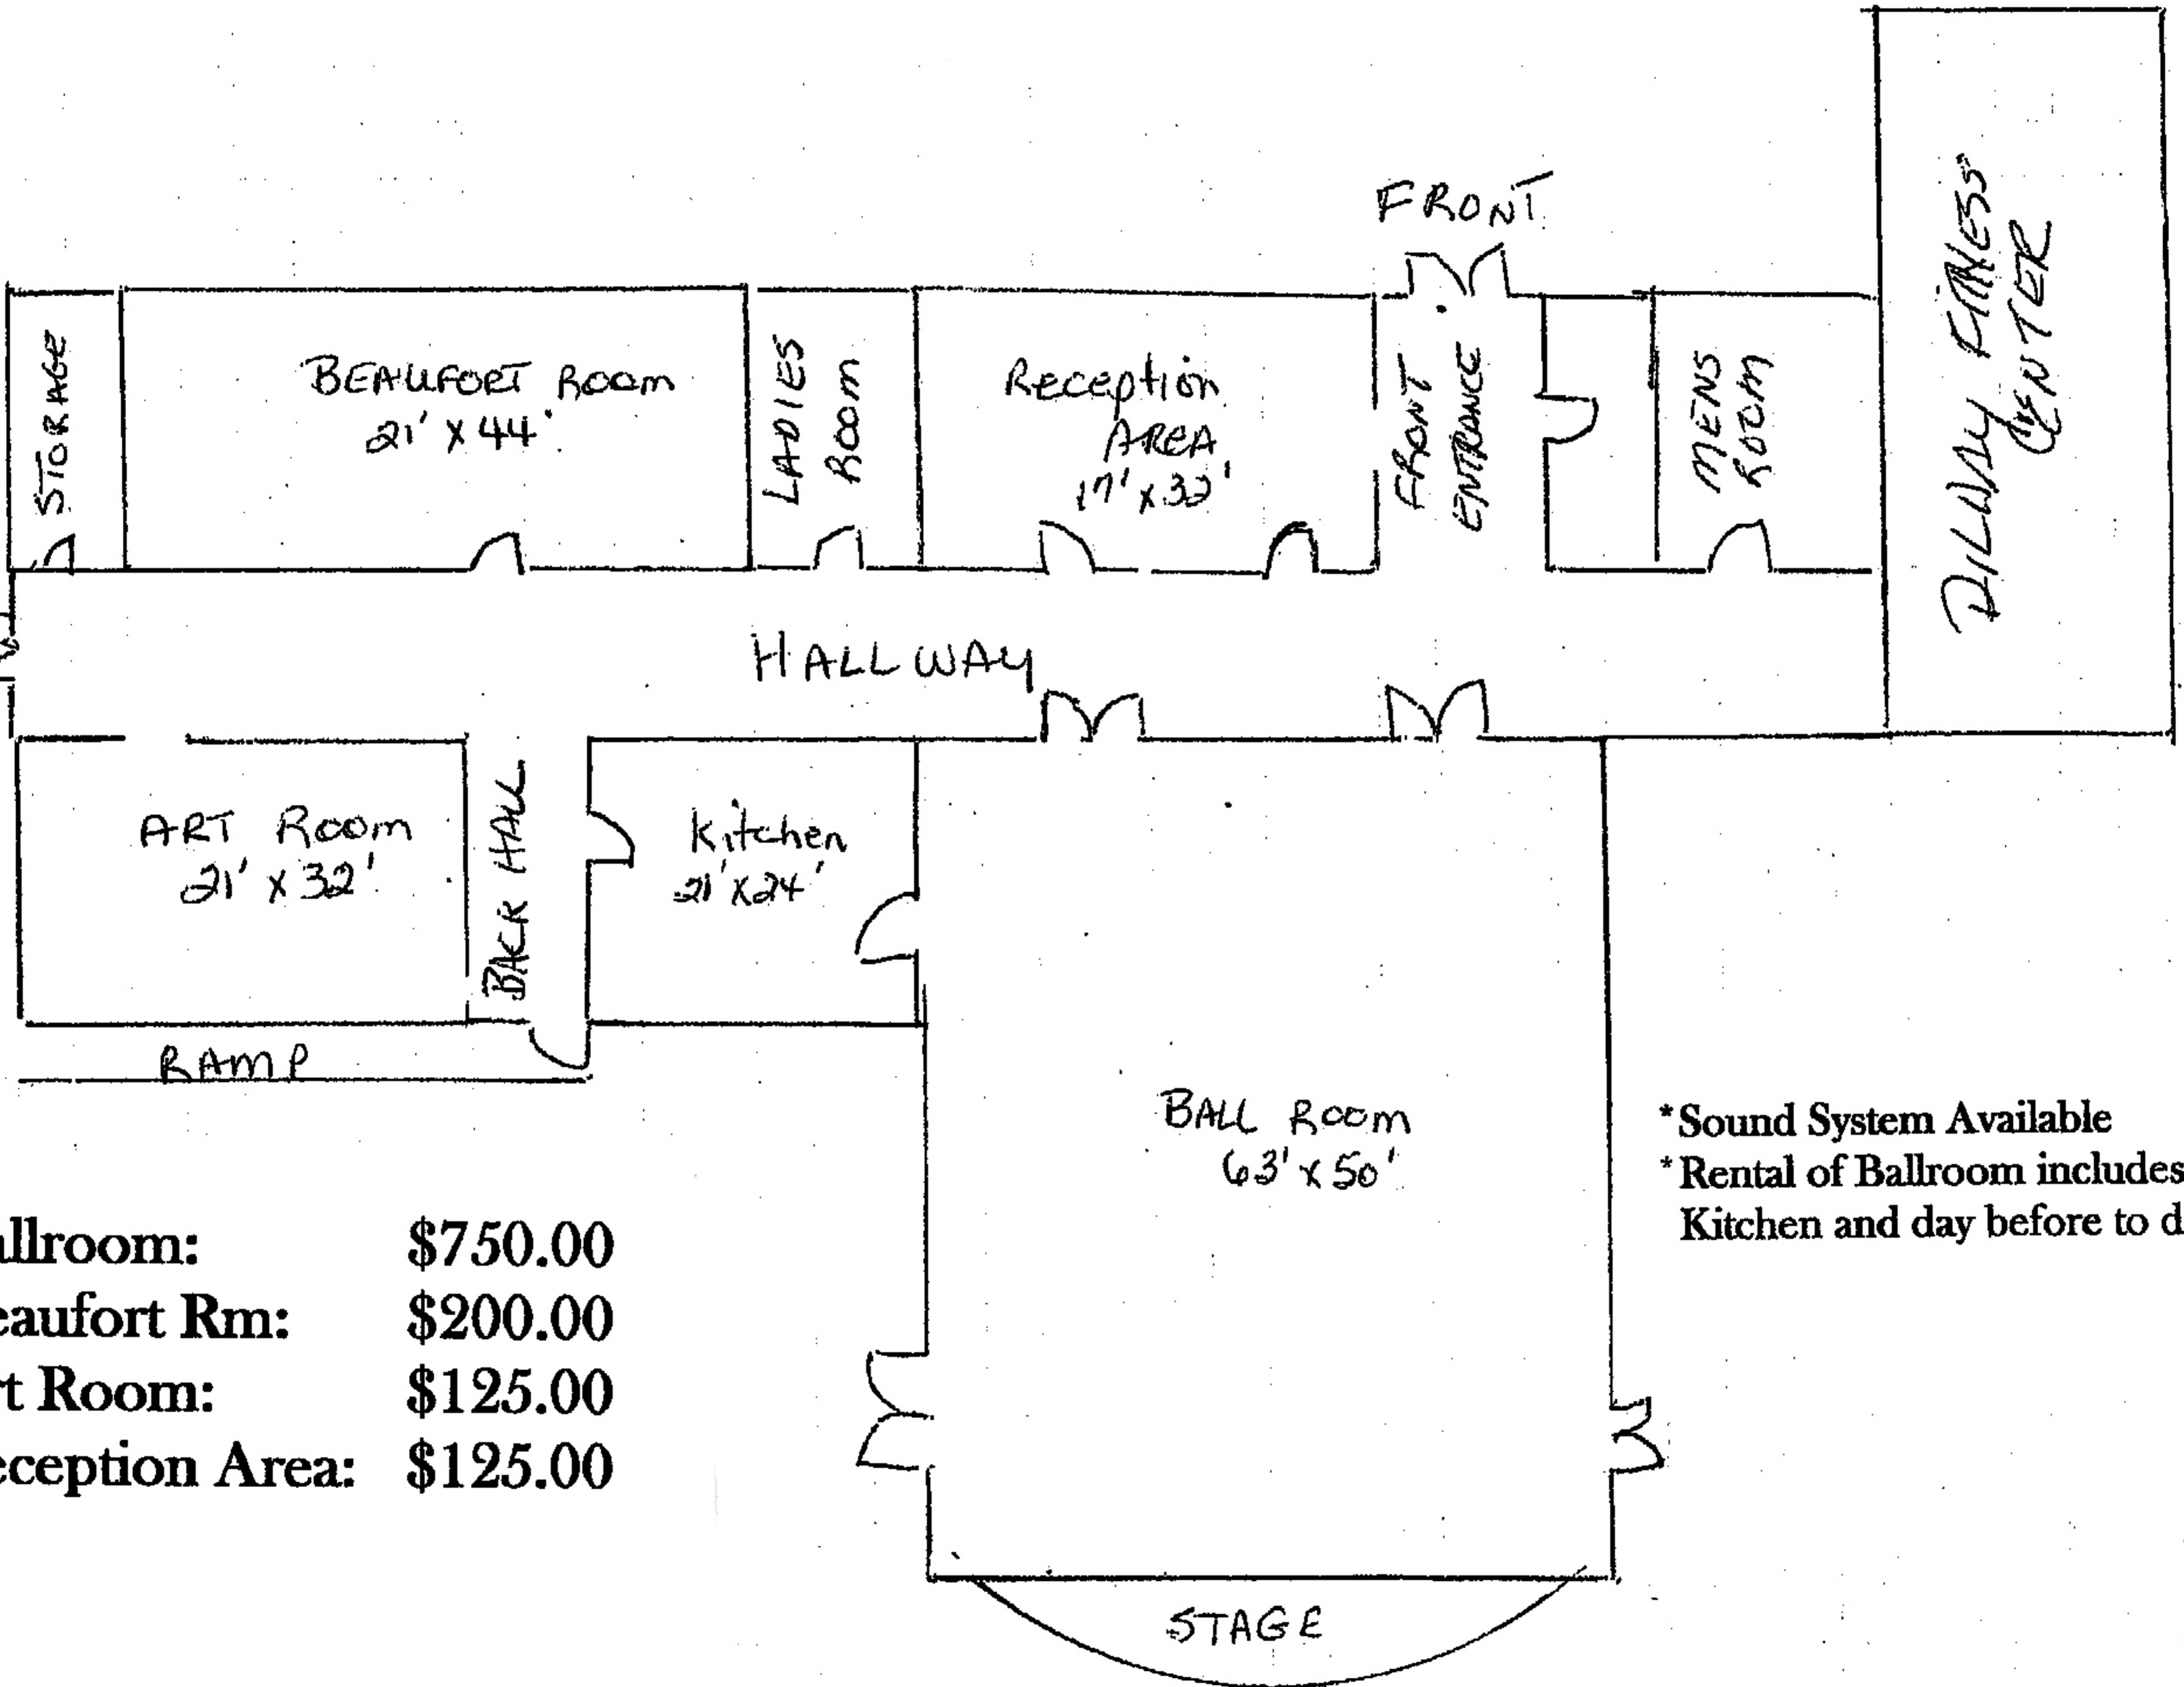 FRONT
STORAGE
BEAUFORT Room
21' X 44'
LADIES
Room
Reception
AREA
17' x 32'
FRONT
ENTRANCE
MENS
ROOM
DILWAY FITNESS
CENTER
HALLWAY
ART Room
21' x 32'
BACK HALL
Kitchen
21' X 24'
RAMP
BALL Room
63' x 50'
*Sound System Available
*Rental of Ballroom includes
Kitchen and day before to d
allroom: $750.00
eaufort Rm: $200.00
rt Room: $125.00
eception Area: $125.00
STAGE